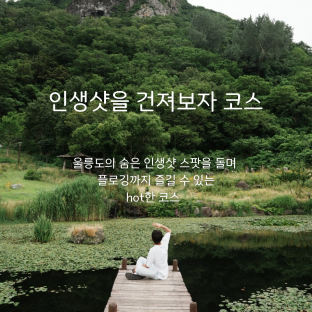 인생샷을 건져보자 코스
울릉도의 숨은 인생샷 스팟을 돌며
플로깅까지 즐길 수 있는
hot한 코스